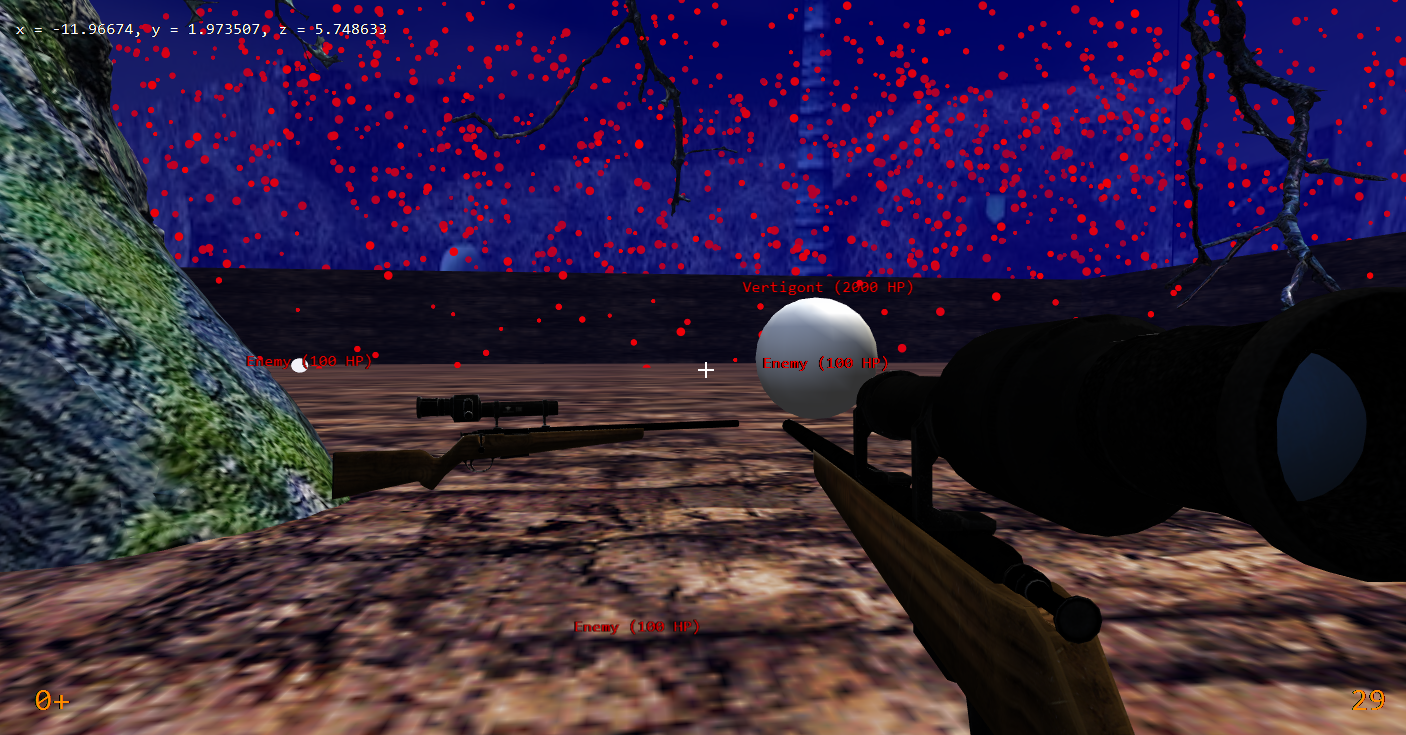 x = -11.96674, y = 1.973507, z = 5.748633
Vertigont (2000 HP)
Enemy (100 HP)
Enemy (100 HP)
Enemy (100 HP)
0+
29